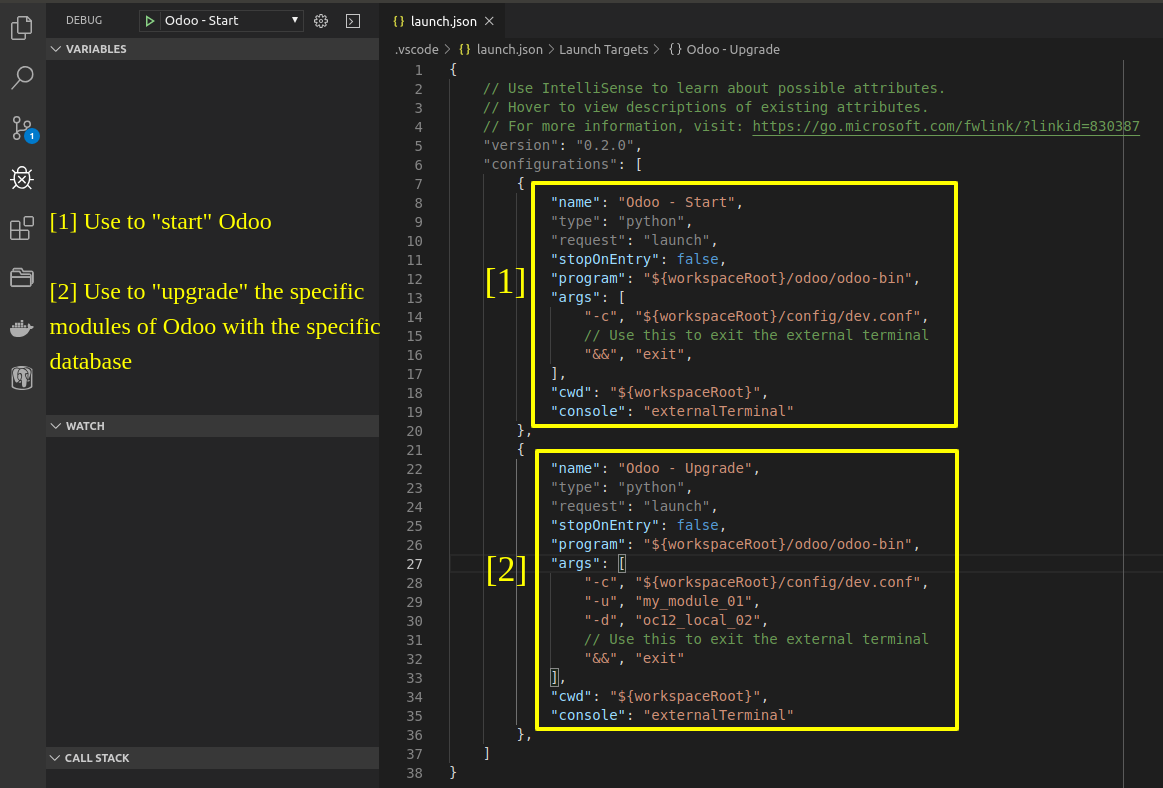 DEBUG
Odoo - Start
VARIABLES
1
[1] Use to "start" Odoo
[2] Use to "upgrade" the specific
modules of Odoo with the specific
database
WATCH
CALL STACK
{} launch.json
.vscode > {} launch.json > Launch Targets > {} Odoo - Upgrade
1 {
2 // Use IntelliSense to learn about possible attributes.
3 // Hover to view descriptions of existing attributes.
4 // For more information, visit: https://go.microsoft.com/fwlink/?linkid=830387
5 "version": "0.2.0",
6 "configurations": [
7 {
8 "name": "Odoo - Start",
9 "type": "python",
10 "request": "launch",
11 "stopOnEntry": false,
12 "program": "${workspaceRoot}/odoo/odoo-bin",
[1]
13 "args": [
14 "-c", "${workspaceRoot}/config/dev.conf",
15 // Use this to exit the external terminal
16 "&&", "exit",
17 ],
18 "cwd": "${workspaceRoot}",
19 "console": "externalTerminal"
20 },
21 {
22 "name": "Odoo - Upgrade",
23 "type": "python",
24 "request": "launch",
25 "stopOnEntry": false,
26 "program": "${workspaceRoot}/odoo/odoo-bin",
[2]
27 "args": [
28 "-c", "${workspaceRoot}/config/dev.conf",
29 "-u", "my_module_01",
30 "-d", "oc12_local_02",
31 // Use this to exit the external terminal
32 "&&", "exit"
33 ],
34 "cwd": "${workspaceRoot}",
35 "console": "externalTerminal"
36 },
37 ]
38 }